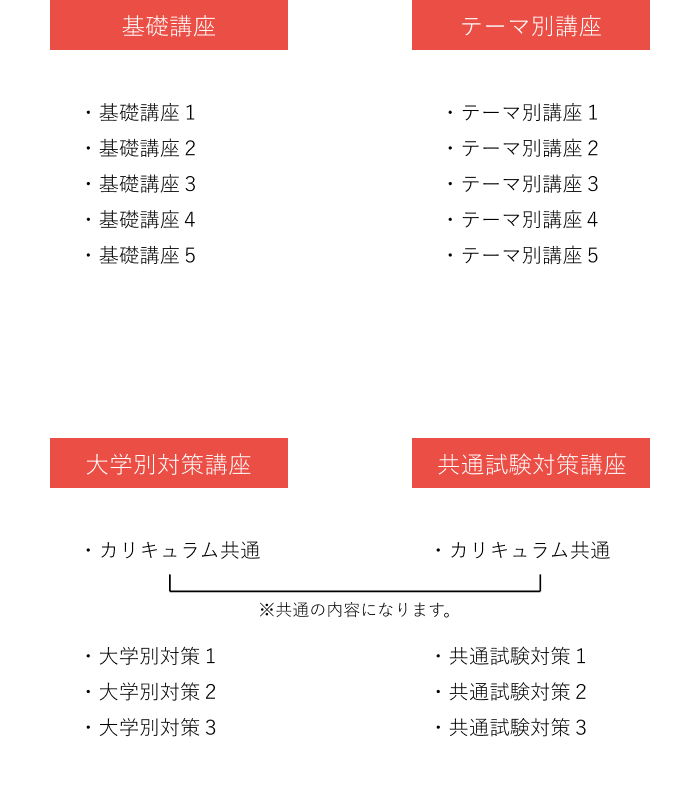 基礎講座
・基礎講座1
・基礎講座2
・基礎講座3
・基礎講座4
・基礎講座5
テーマ別講座
・テーマ別講座1
・テーマ別講座2
・テーマ別講座3
・テーマ別講座4
・テーマ別講座5
大学別対策講座
・カリキュラム共通
共通試験対策講座
・カリキュラム共通
※共通の内容になります。
・大学別対策1
・大学別対策2
・大学別対策3
・共通試験対策1
・共通試験対策2
・共通試験対策3